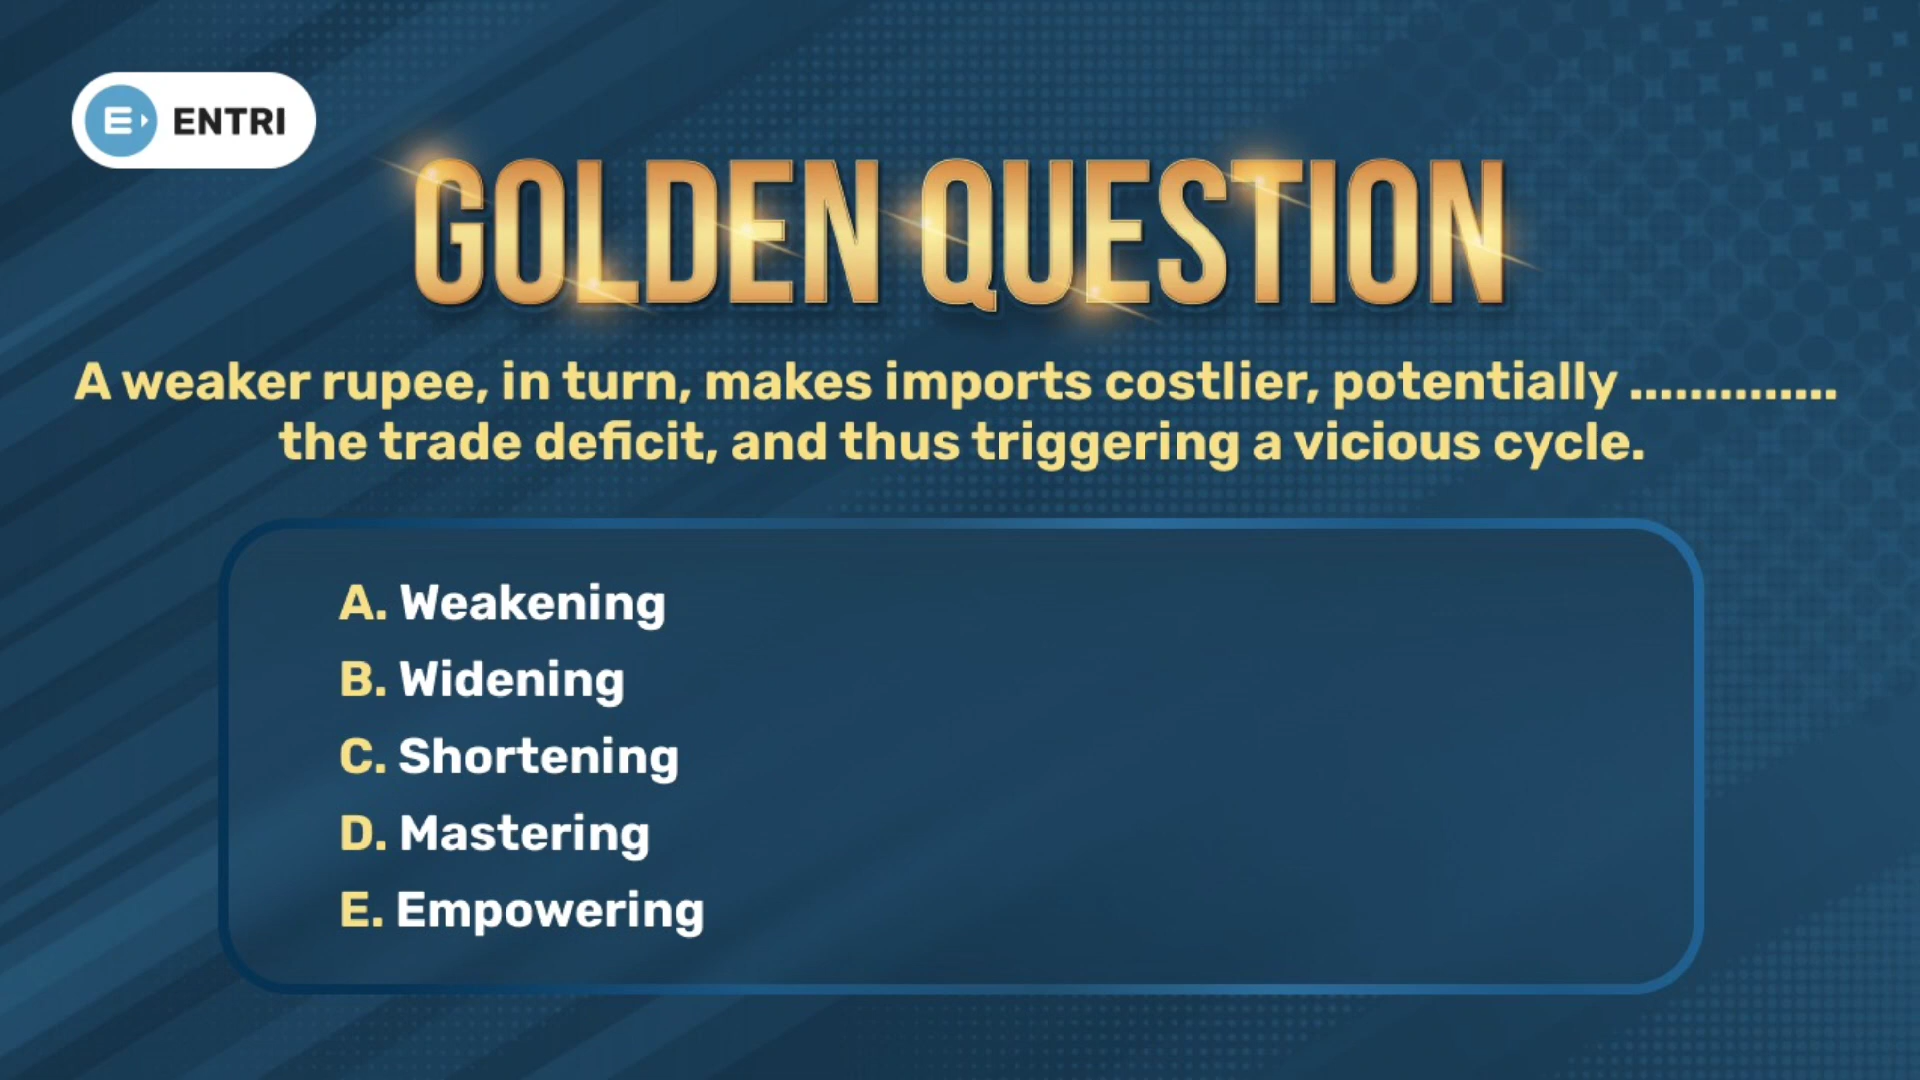 ENTRI
GOLDEN QUESTION
A weaker rupee, in turn, makes imports costlier, potentially ..............
the trade deficit, and thus triggering a vicious cycle.
A. Weakening
B. Widening
C. Shortening
D. Mastering
E. Empowering